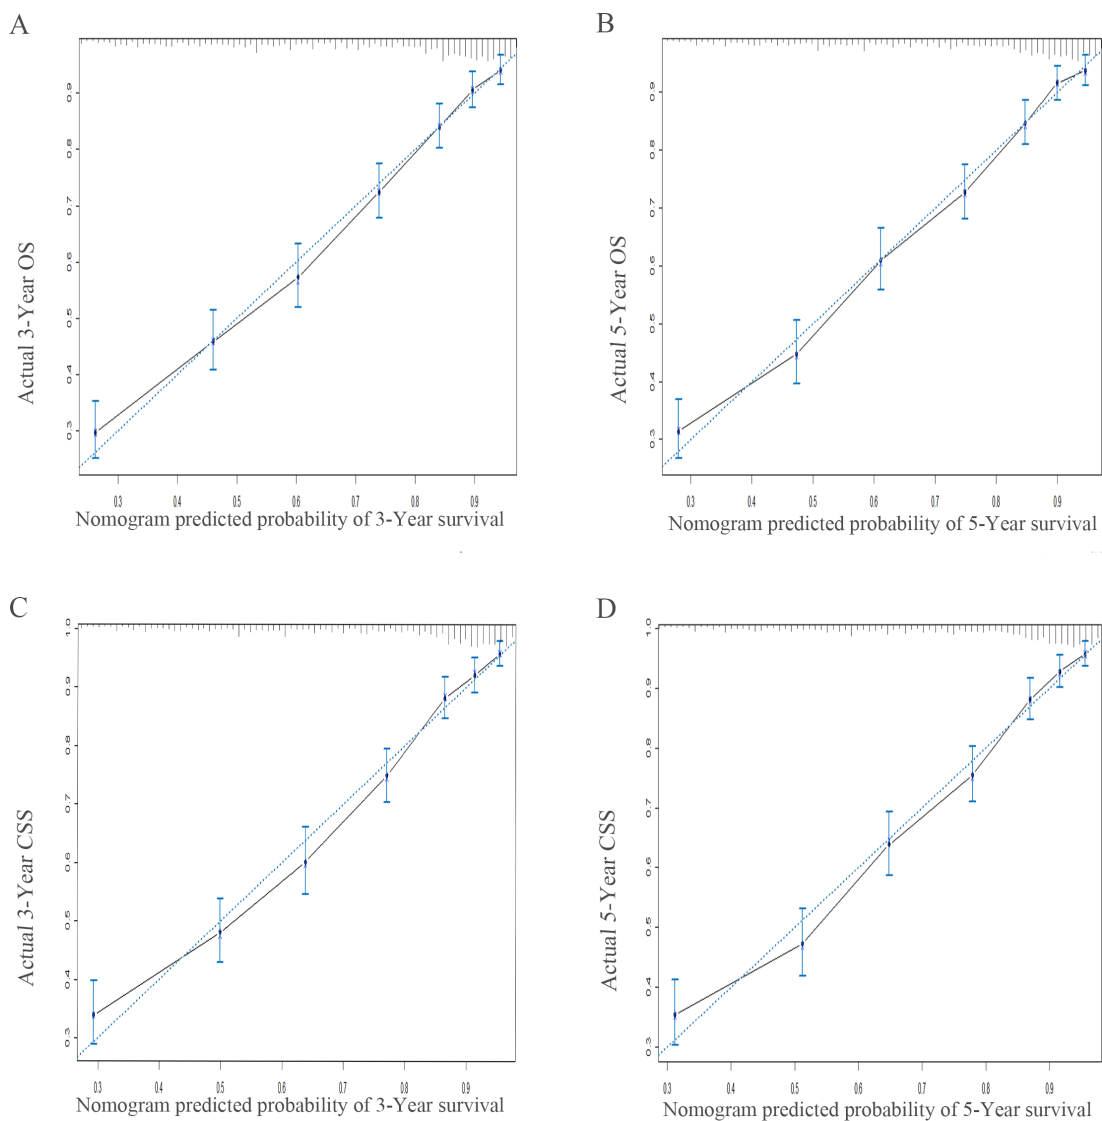 A
B
Actual 3-Year OS
0.9
0.8
0.7
0.6
0.5
0.4
0.3
0.3 0.4 0.5 0.6 0.7 0.8 0.9
Nomogram predicted probability of 3-Year survival
Actual 5-Year OS
0.9
0.8
0.7
0.6
0.5
0.4
0.3
0.3 0.4 0.5 0.6 0.7 0.8 0.9
Nomogram predicted probability of 5-Year survival
C
D
Actual 3-Year CSS
1.0
0.9
0.8
0.7
0.6
0.5
0.4
0.3
0.3 0.4 0.5 0.6 0.7 0.8 0.9
Nomogram predicted probability of 3-Year survival
Actual 5-Year CSS
1.0
0.9
0.8
0.7
0.6
0.5
0.4
0.3
0.3 0.4 0.5 0.6 0.7 0.8 0.9
Nomogram predicted probability of 5-Year survival